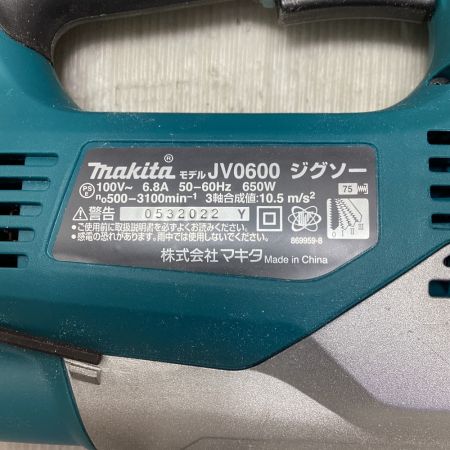 makita® モデル JV0600 ジグソー
PS E 100V~ 6.8A 50-60Hz 650W
n₀500-3100min⁻¹ 3軸合成値:10.5 m/s²
75
⚠警告 0532022 Y
●ご使用前に取扱説明書を必ずよくお読みください。
●感電の恐れがあります。雨中では使用しないでください。
869959-8
O I II III
株式会社マキタ Made in China